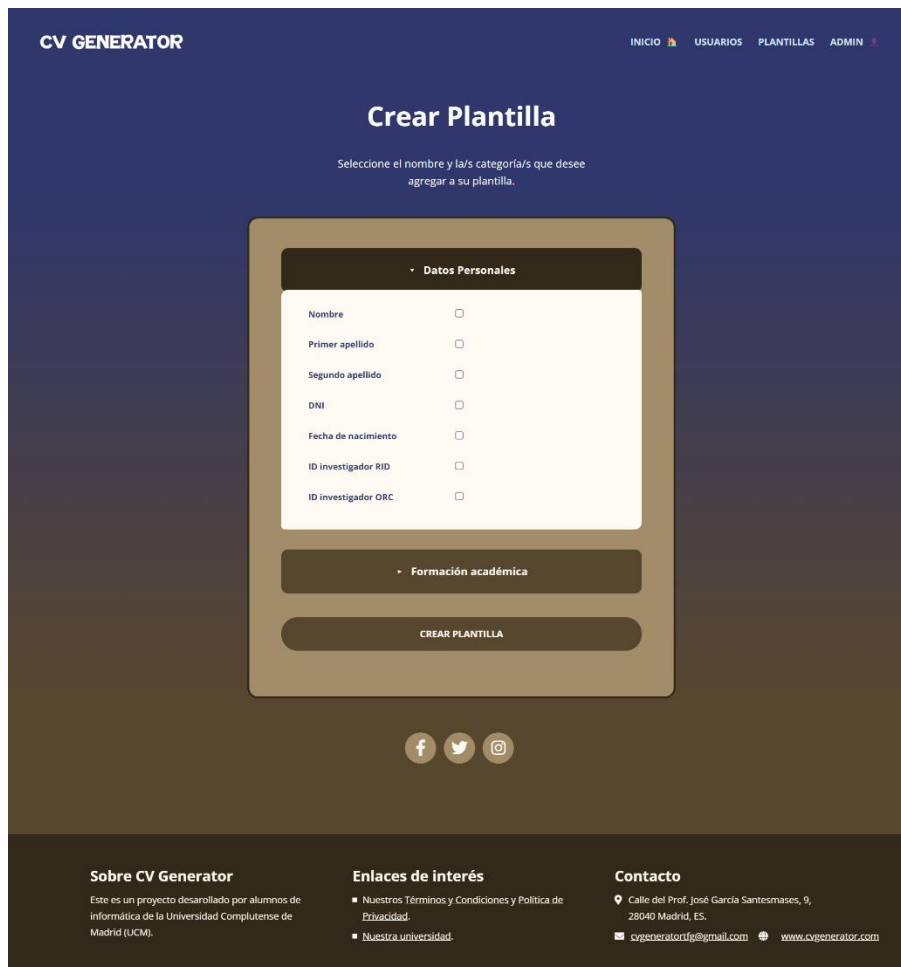 CV GENERATOR
INICIO USUARIOS PLANTILLAS ADMIN
Crear Plantilla
Seleccione el nombre y la/s categoría/s que desee
agregar a su plantilla.
Datos Personales
Nombre
Primer apellido
Segundo apellido
DNI
Fecha de nacimiento
ID investigador RID
ID investigador ORC
Formación académica
CREAR PLANTILLA
Sobre CV Generator
Este es un proyecto desarollado por alumnos de
informática de la Universidad Complutense de
Madrid (UCM).
Enlaces de interés
Nuestros Términos y Condiciones y Política de
Privacidad.
Nuestra universidad.
Contacto
Calle del Prof. José García Santesmases, 9,
28040 Madrid, ES.
cvgeneratortfg@gmail.com www.cvgenerator.com